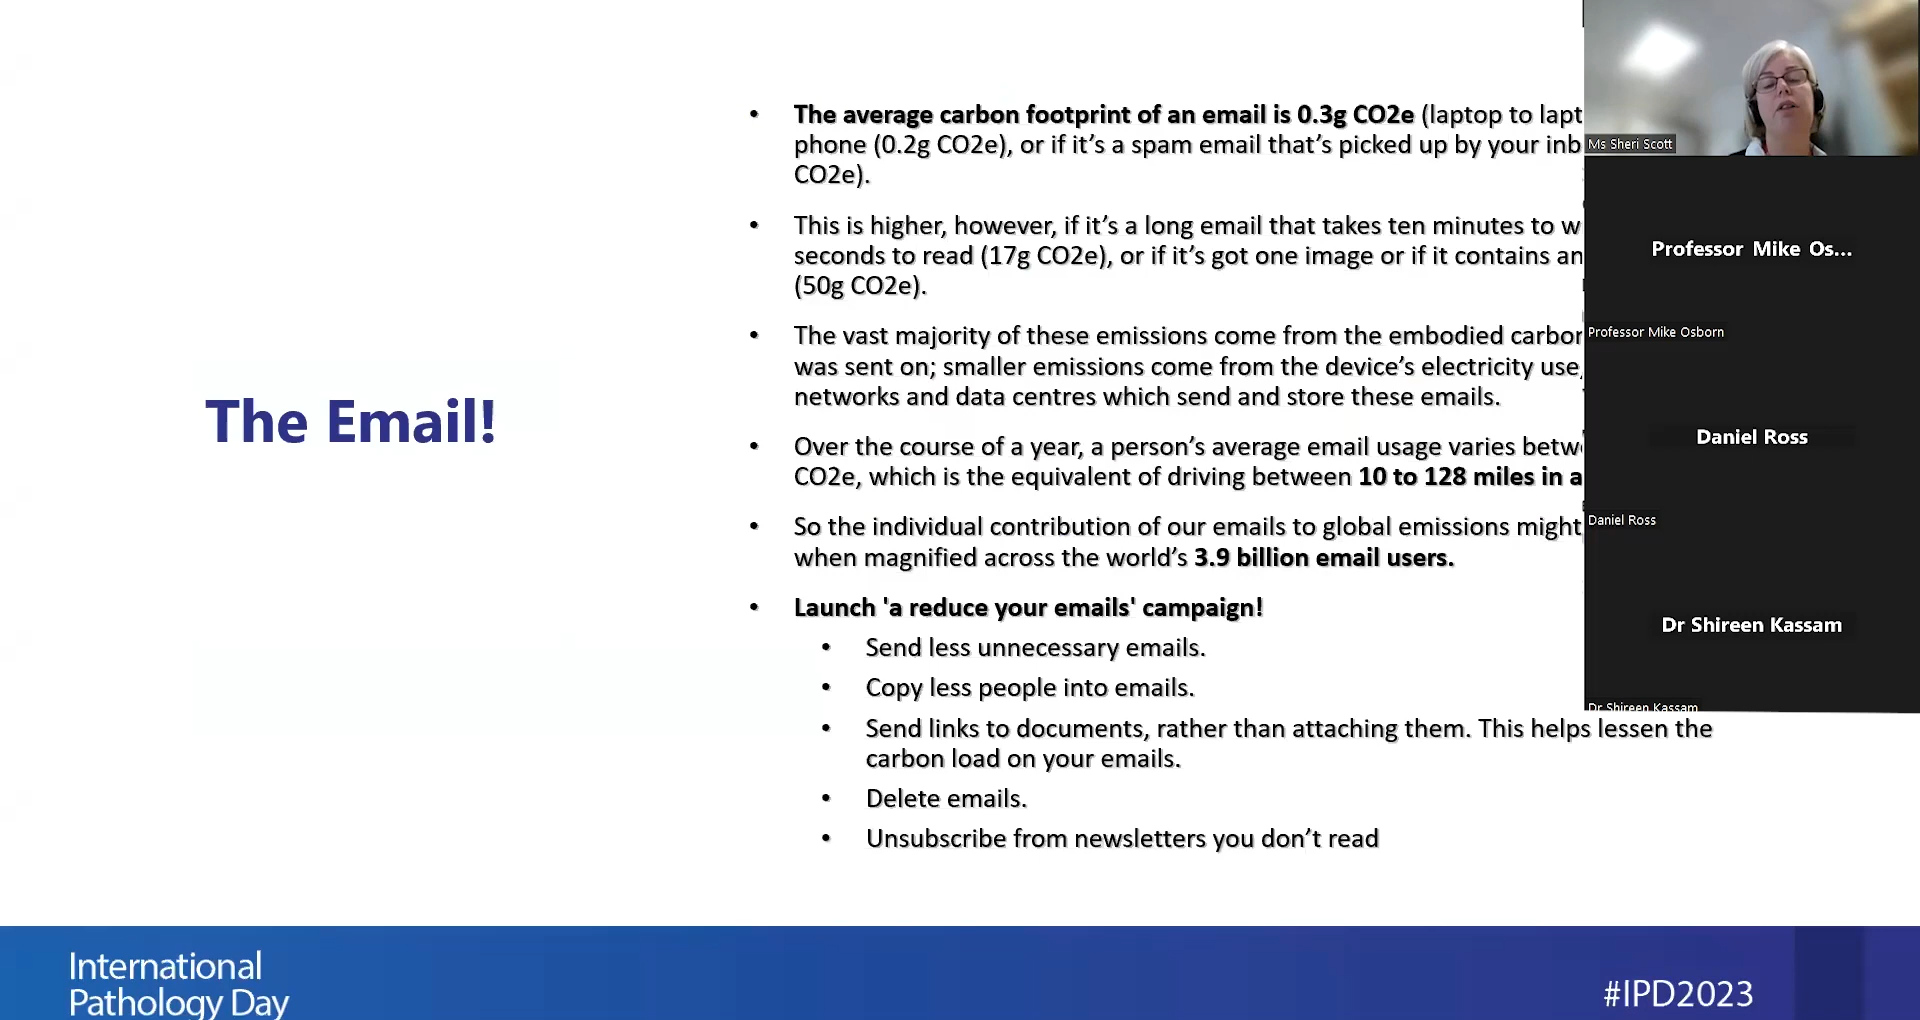 The Email!
• The average carbon footprint of an email is 0.3g CO2e (laptop to lapt
phone (0.2g CO2e), or if it’s a spam email that’s picked up by your inb
CO2e).
• This is higher, however, if it’s a long email that takes ten minutes to w
seconds to read (17g CO2e), or if it’s got one image or if it contains an
(50g CO2e).
• The vast majority of these emissions come from the embodied carbon
was sent on; smaller emissions come from the device’s electricity use,
networks and data centres which send and store these emails.
• Over the course of a year, a person’s average email usage varies betw
CO2e, which is the equivalent of driving between 10 to 128 miles in a
• So the individual contribution of our emails to global emissions might
when magnified across the world’s 3.9 billion email users.
• Launch 'a reduce your emails' campaign!
• Send less unnecessary emails.
• Copy less people into emails.
• Send links to documents, rather than attaching them. This helps lessen the
carbon load on your emails.
• Delete emails.
• Unsubscribe from newsletters you don’t read
Ms Sheri Scott
Professor Mike Os...
Professor Mike Osborn
Daniel Ross
Daniel Ross
Dr Shireen Kassam
Dr Shireen Kassam
International
Pathology Day
#IPD2023